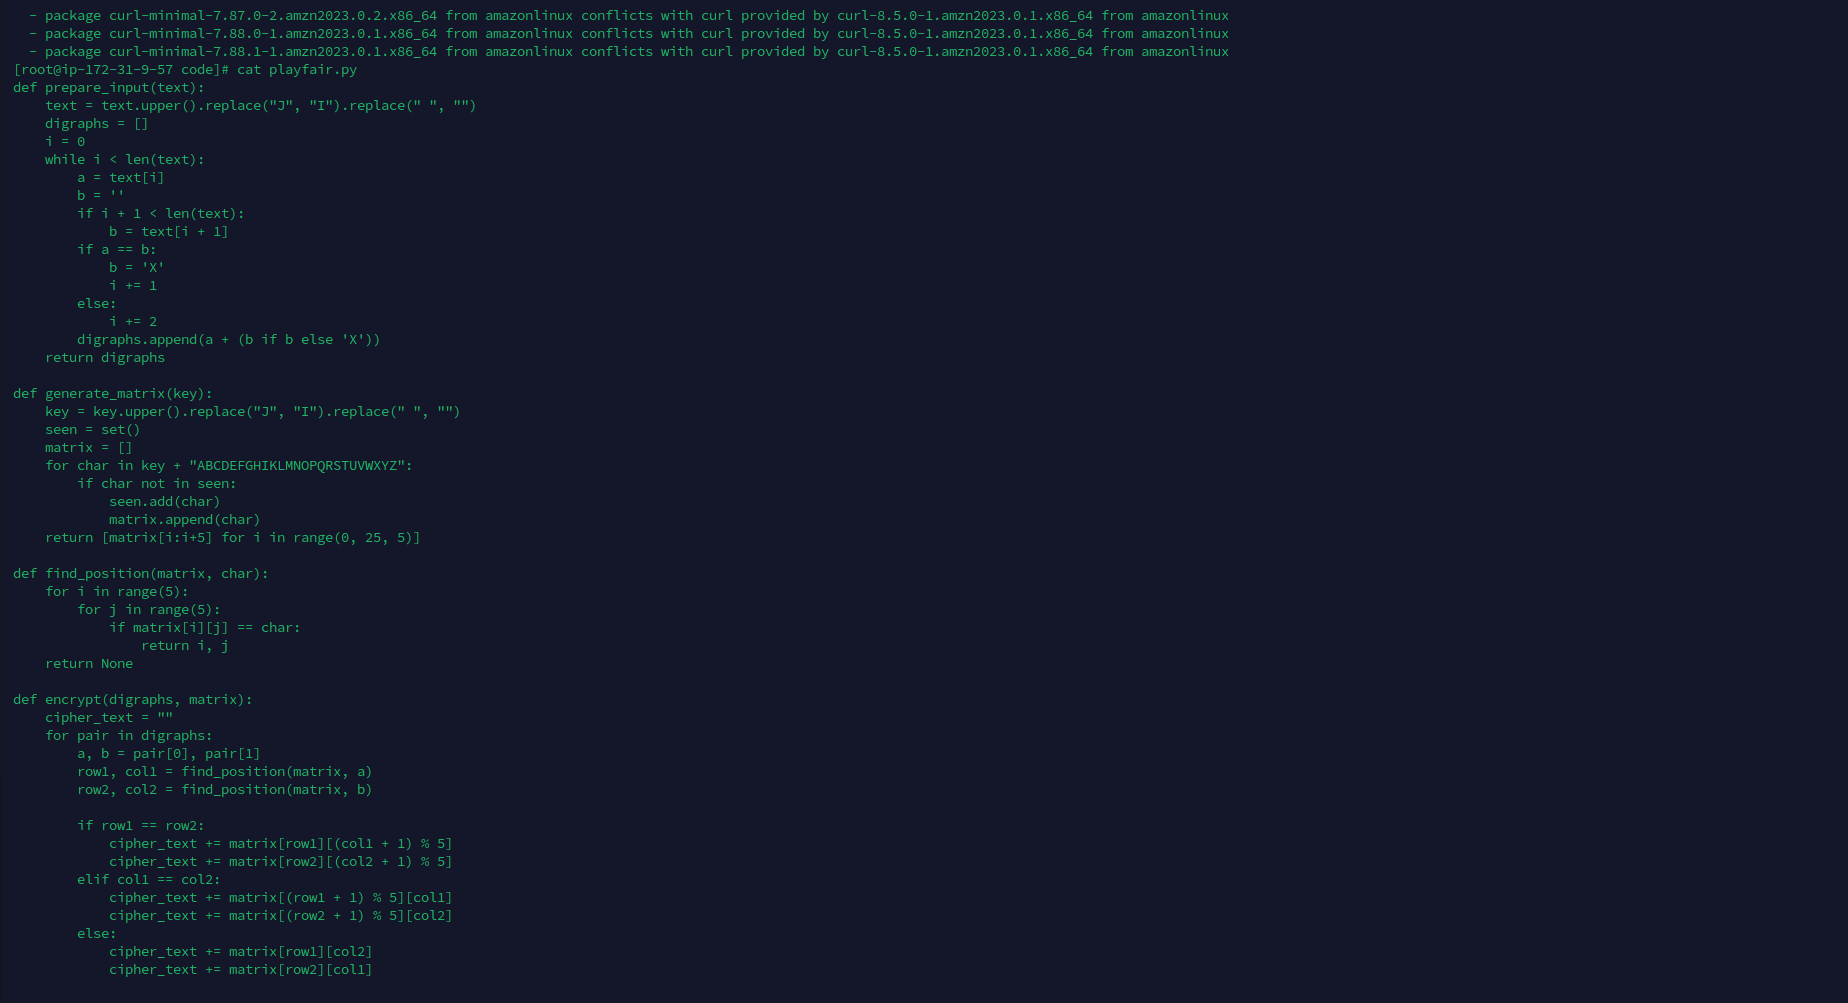 - package curl-minimal-7.87.0-2.amzn2023.0.2.x86_64 from amazonlinux conflicts with curl provided by curl-8.5.0-1.amzn2023.0.1.x86_64 from amazonlinux
  - package curl-minimal-7.88.0-1.amzn2023.0.1.x86_64 from amazonlinux conflicts with curl provided by curl-8.5.0-1.amzn2023.0.1.x86_64 from amazonlinux
  - package curl-minimal-7.88.1-1.amzn2023.0.1.x86_64 from amazonlinux conflicts with curl provided by curl-8.5.0-1.amzn2023.0.1.x86_64 from amazonlinux
[root@ip-172-31-9-57 code]# cat playfair.py
def prepare_input(text):
    text = text.upper().replace("J", "I").replace(" ", "")
    digraphs = []
    i = 0
    while i < len(text):
        a = text[i]
        b = ''
        if i + 1 < len(text):
            b = text[i + 1]
        if a == b:
            b = 'X'
            i += 1
        else:
            i += 2
        digraphs.append(a + (b if b else 'X'))
    return digraphs

def generate_matrix(key):
    key = key.upper().replace("J", "I").replace(" ", "")
    seen = set()
    matrix = []
    for char in key + "ABCDEFGHIKLMNOPQRSTUVWXYZ":
        if char not in seen:
            seen.add(char)
            matrix.append(char)
    return [matrix[i:i+5] for i in range(0, 25, 5)]

def find_position(matrix, char):
    for i in range(5):
        for j in range(5):
            if matrix[i][j] == char:
                return i, j
    return None

def encrypt(digraphs, matrix):
    cipher_text = ""
    for pair in digraphs:
        a, b = pair[0], pair[1]
        row1, col1 = find_position(matrix, a)
        row2, col2 = find_position(matrix, b)

        if row1 == row2:
            cipher_text += matrix[row1][(col1 + 1) % 5]
            cipher_text += matrix[row2][(col2 + 1) % 5]
        elif col1 == col2:
            cipher_text += matrix[(row1 + 1) % 5][col1]
            cipher_text += matrix[(row2 + 1) % 5][col2]
        else:
            cipher_text += matrix[row1][col2]
            cipher_text += matrix[row2][col1]